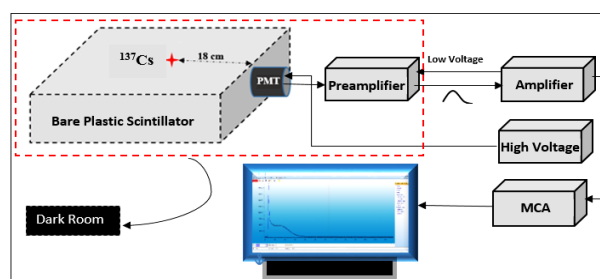 ¹³⁷Cs
18 cm
PMT
Bare Plastic Scintillator
Preamplifier
Low Voltage
Amplifier
High Voltage
MCA
Dark Room